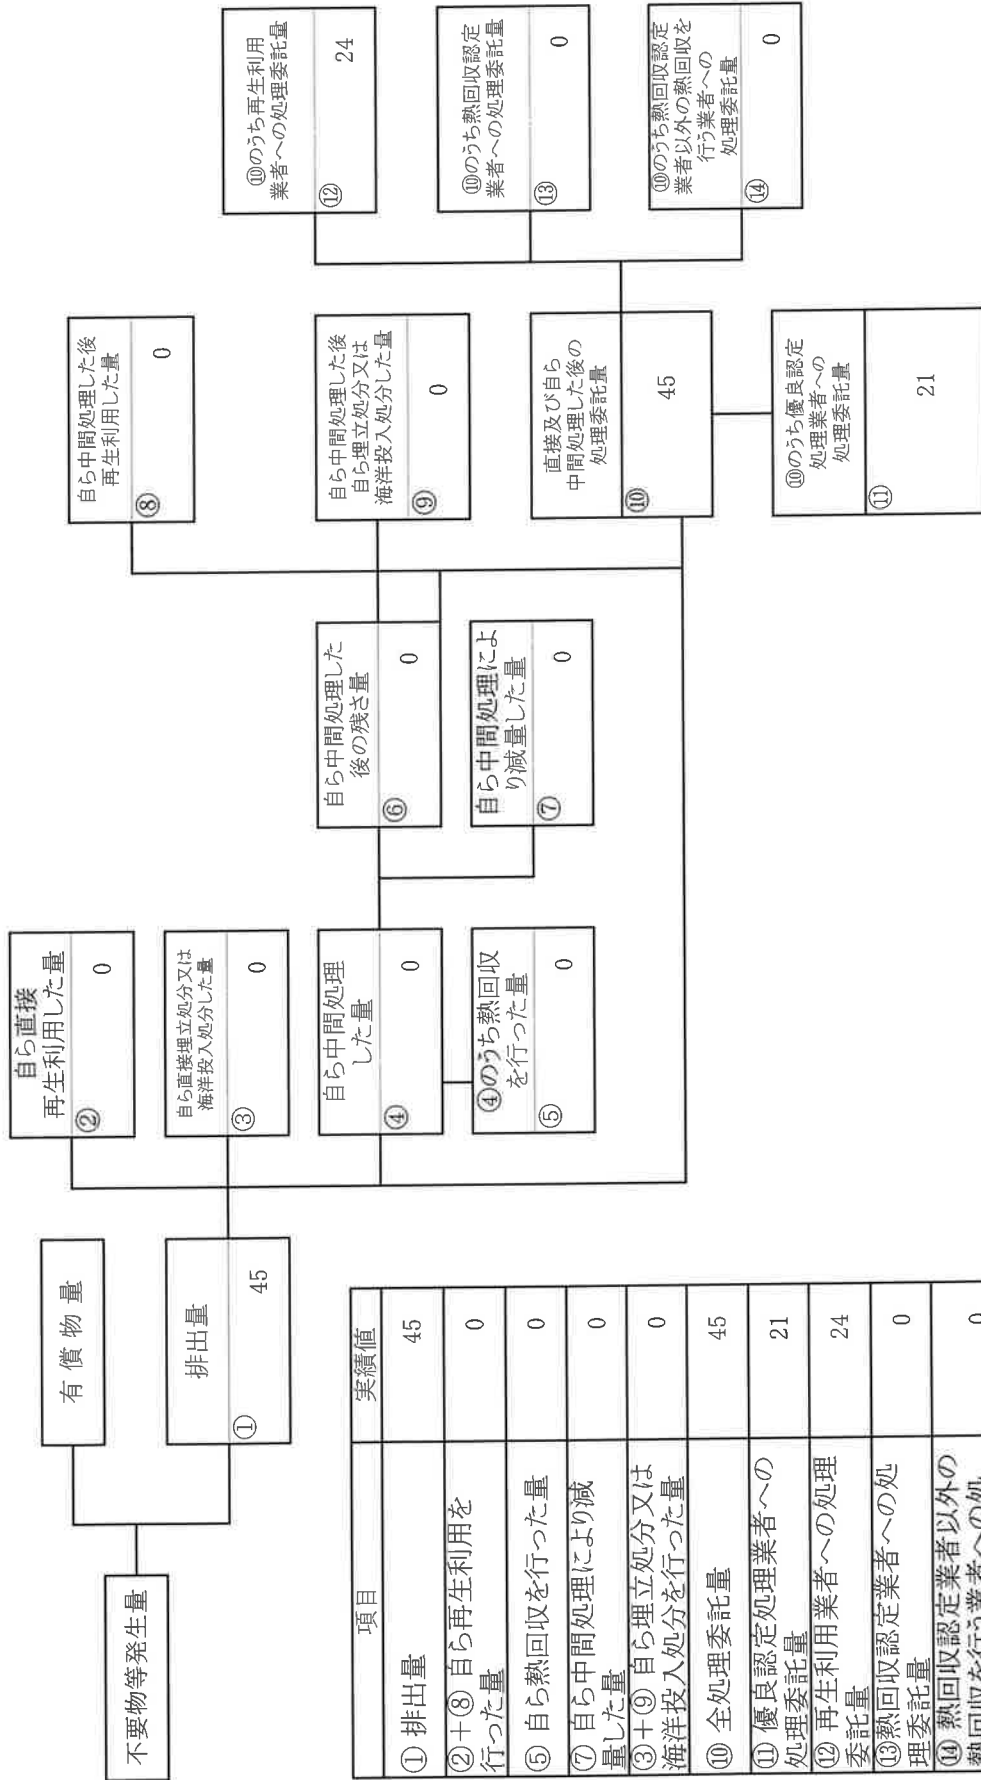 不要物等発生量
有償物量
排出量
① 45
自ら直接
再生利用した量
② 0
自ら直接埋立処分又は
海洋投入処分した量
③ 0
自ら中間処理
した量
④ 0
④のうち熱回収
を行った量
⑤ 0
自ら中間処理した
後の残さ量
⑥ 0
自ら中間処理によ
り減量した量
⑦ 0
自ら中間処理した後
再生利用した量
⑧ 0
自ら中間処理した後
自ら埋立処分又は
海洋投入処分した量
⑨ 0
直接及び自ら
中間処理した後の
処理委託量
⑩ 45
⑩のうち優良認定
処理業者への
処理委託量
⑪ 21
⑩のうち再生利用
業者への処理委託量
⑫ 24
⑩のうち熱回収認定
業者への処理委託量
⑬ 0
⑩のうち熱回収認定
業者以外の熱回収を
行う業者への
処理委託量
⑭ 0
項目 実績値
①排出量 45
②+⑧ 自ら再生利用を
行った量 0
⑤ 自ら熱回収を行った量 0
⑦ 自ら中間処理により減
量した量 0
③+⑨ 自ら埋立処分又は
海洋投入処分を行った量 0
⑩ 全処理委託量 45
⑪ 優良認定処理業者への
処理委託量 21
⑫ 再生利用業者への処理
委託量 24
⑬熱回収認定業者への処
理委託量 0
⑭ 熱回収認定業者以外の
熱回収を行う業者への処 0